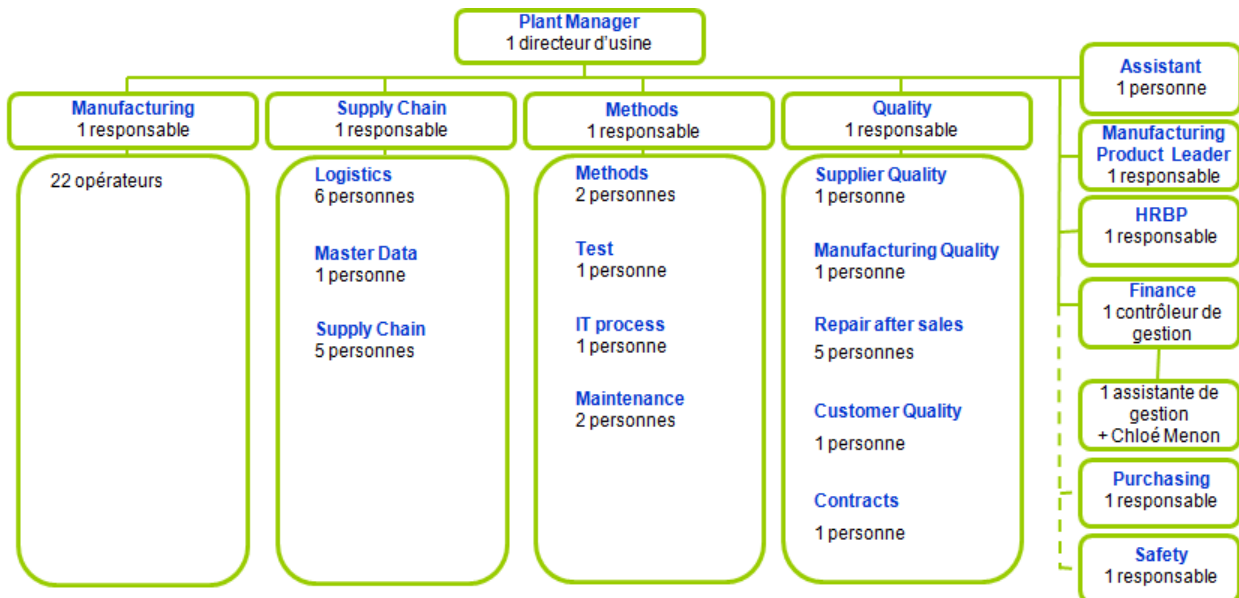 Plant Manager
1 directeur d'usine
Manufacturing
1 responsable
22 opérateurs
Supply Chain
1 responsable
Logistics
6 personnes
Master Data
1 personne
Supply Chain
5 personnes
Methods
1 responsable
Methods
2 personnes
Test
1 personne
IT process
1 personne
Maintenance
2 personnes
Quality
1 responsable
Supplier Quality
1 personne
Manufacturing Quality
1 personne
Repair after sales
5 personnes
Customer Quality
1 personne
Contracts
1 personne
Assistant
1 personne
Manufacturing
Product Leader
1 responsable
HRBP
1 responsable
Finance
1 contrôleur de
gestion
1 assistante de
gestion
+ Chloé Menon
Purchasing
1 responsable
Safety
1 responsable